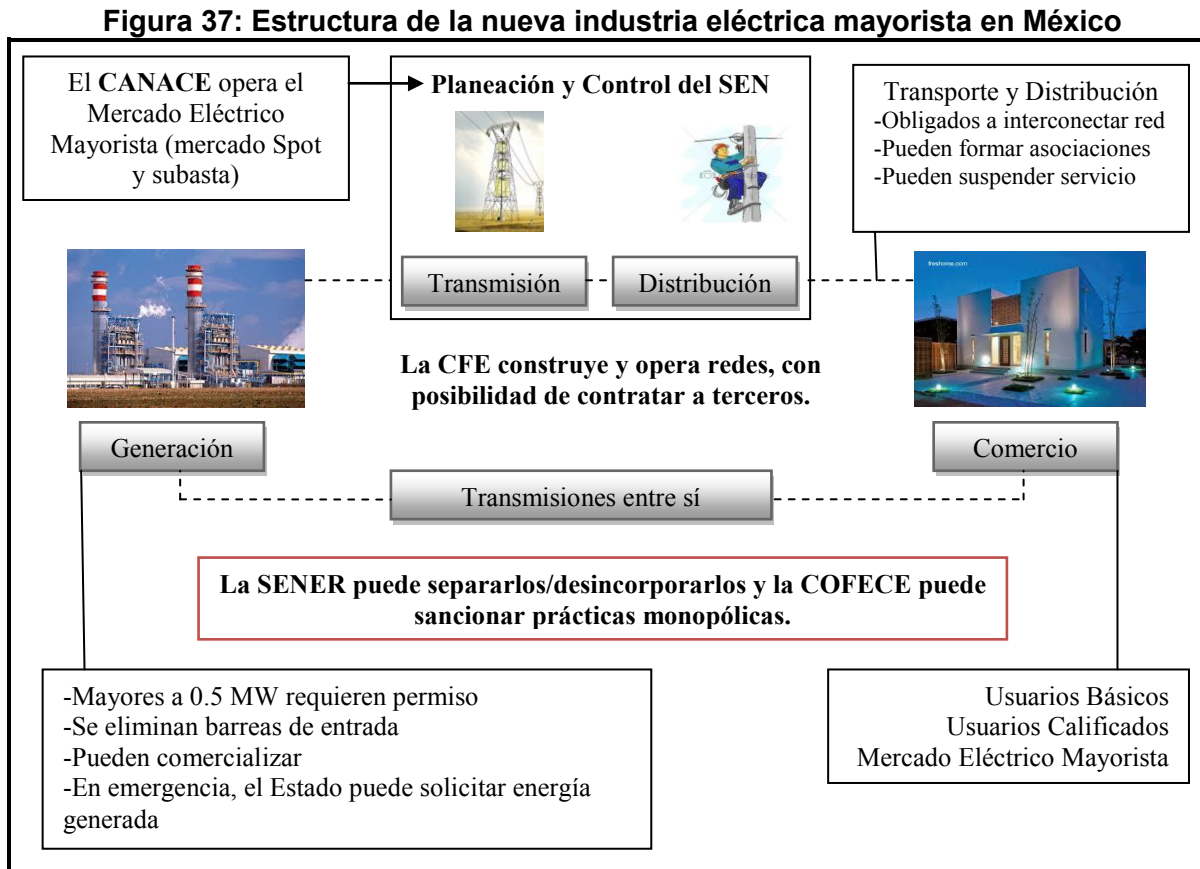 Figura 37: Estructura de la nueva industria eléctrica mayorista en México
El CANACE opera el
Mercado Eléctrico
Mayorista (mercado Spot
y subasta)
Planeación y Control del SEN
Transporte y Distribución
-Obligados a interconectar red
-Pueden formar asociaciones
-Pueden suspender servicio
freshome.com
Transmisión
Distribución
La CFE construye y opera redes, con
posibilidad de contratar a terceros.
Generación
Comercio
Transmisiones entre sí
La SENER puede separarlos/desincorporarlos y la COFECE puede
sancionar prácticas monopólicas.
-Mayores a 0.5 MW requieren permiso
-Se eliminan barreas de entrada
-Pueden comercializar
-En emergencia, el Estado puede solicitar energía
generada
Usuarios Básicos
Usuarios Calificados
Mercado Eléctrico Mayorista